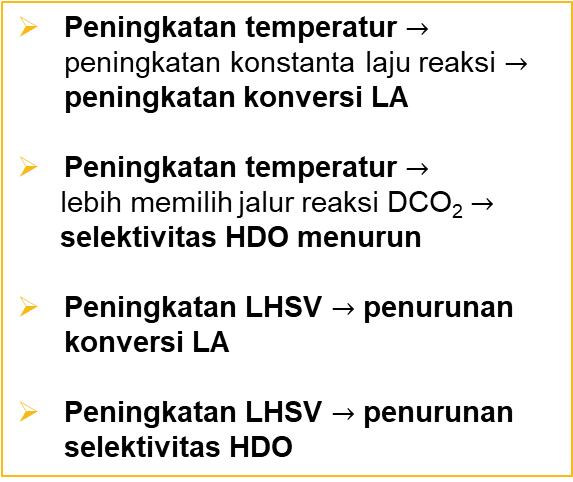 ➢ Peningkatan temperatur →
peningkatan konstanta laju reaksi →
peningkatan konversi LA
➢ Peningkatan temperatur →
lebih memilih jalur reaksi DCO₂ →
selektivitas HDO menurun
➢ Peningkatan LHSV → penurunan
konversi LA
➢ Peningkatan LHSV → penurunan
selektivitas HDO